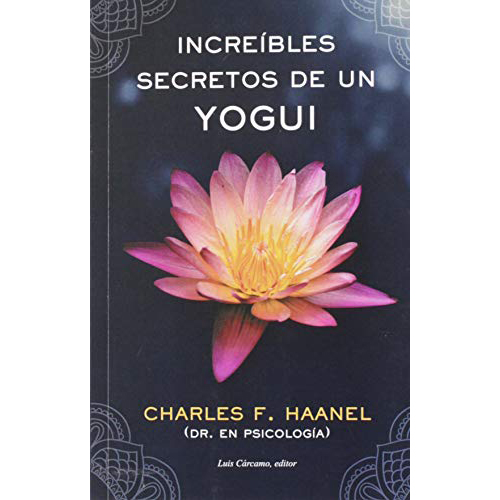 INCREÍBLES
SECRETOS DE UN
YOGUI
CHARLES F. HAANEL
(DR. EN PSICOLOGÍA)
Luis Cárcamo, editor